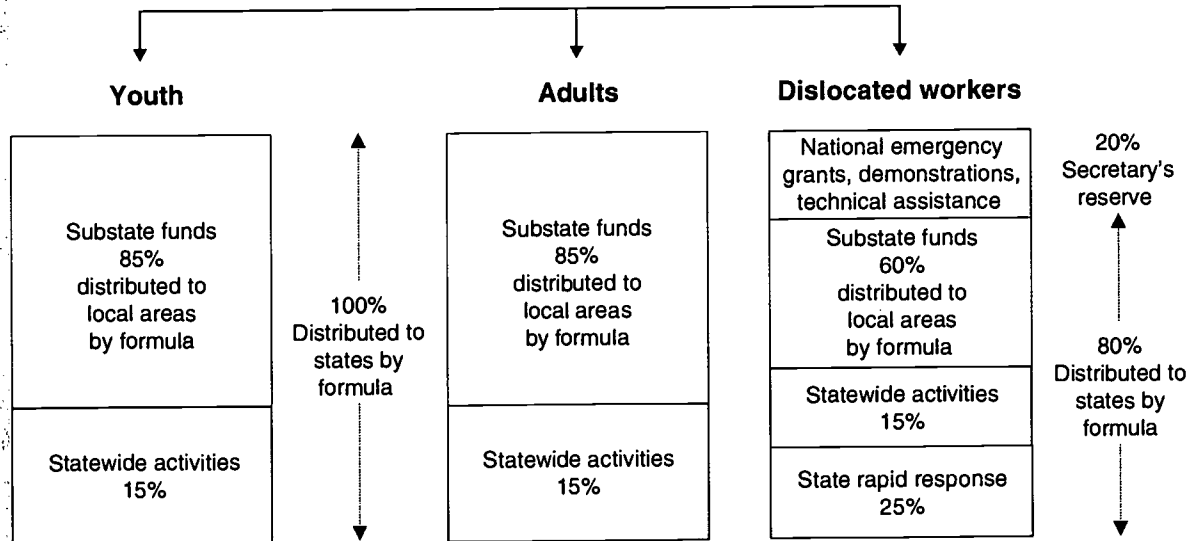 Youth
Substate funds
85%
distributed to
local areas
by formula
Statewide activities
15%
100%
Distributed to
states by
formula
Adults
Substate funds
85%
distributed to
local areas
by formula
Statewide activities
15%
Dislocated workers
National emergency
grants, demonstrations,
technical assistance
Substate funds
60%
distributed to
local areas
by formula
Statewide activities
15%
State rapid response
25%
20%
Secretary's
reserve
80%
Distributed to
states by
formula